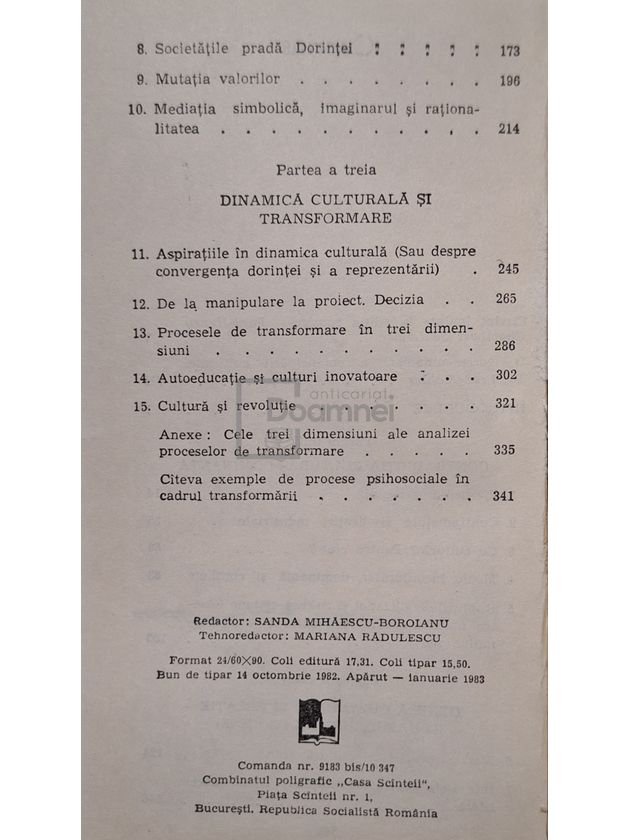 8. Societățile pradă Dorinței : : : : : 173
9. Mutația valorilor . . . . . . . 196
10. Mediația simbolică, imaginarul și raționa-
litatea . . . . . . . . . . . 214
Partea a treia
DINAMICĂ CULTURALĂ ȘI
TRANSFORMARE
11. Aspirațiile în dinamica culturală (Sau despre
convergența dorinței și a reprezentării) . 245
12. De la manipulare la proiect. Decizia . . 265
13. Procesele de transformare în trei dimen-
siuni . . . . . . . . . . 286
14. Autoeducație și culturi inovatoare : . . 302
anticariat
Doamnei
15. Cultură și revoluție . . . . . . 321
Anexe : Cele trei dimensiuni ale analizei
proceselor de transformare . . . . . 335
Cîteva exemple de procese psihosociale în
cadrul transformării . . . . . . 341
Redactor: SANDA MIHĂESCU-BOROIANU
Tehnoredactor: MARIANA RĂDULESCU
Format 24/60×90. Coli editură 17,31. Coli tipar 15,50.
Bun de tipar 14 octombrie 1982. Apărut — ianuarie 1983
Comanda nr. 9183 bis/10 347
Combinatul poligrafic „Casa Scînteii",
Piața Scînteii nr. 1,
București. Republica Socialistă România